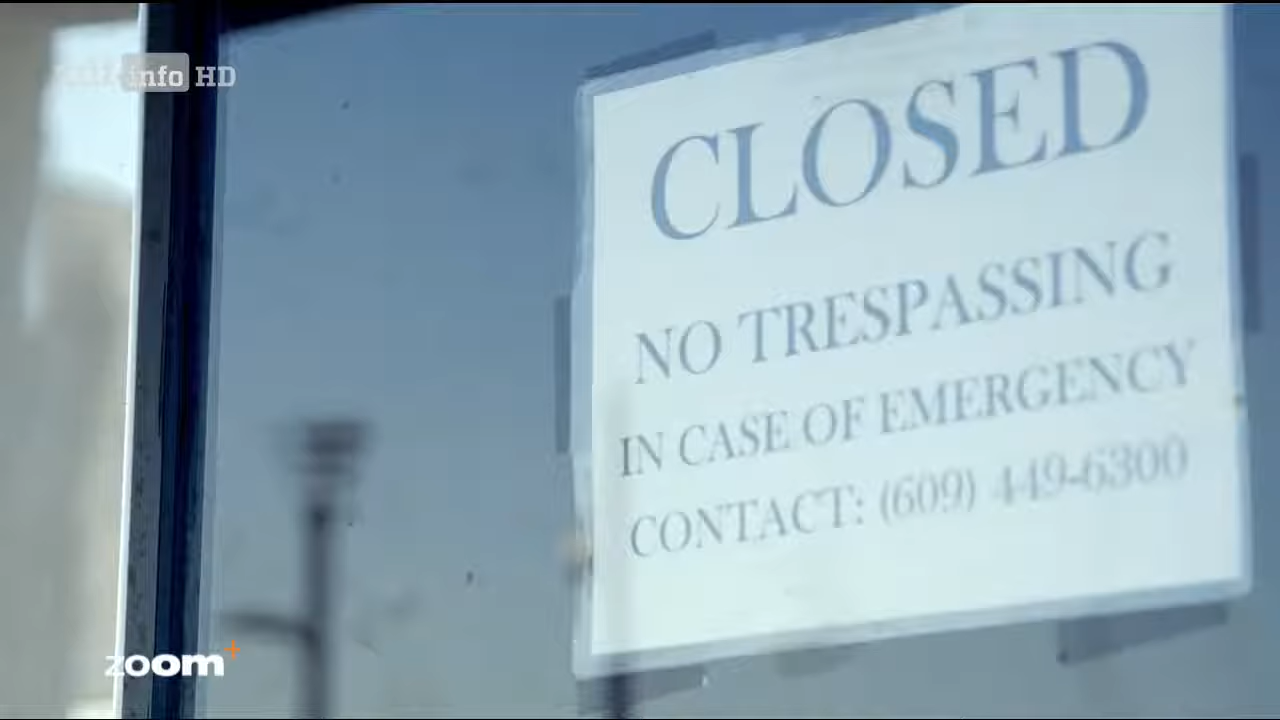 info HD
CLOSED
NO TRESPASSING
IN CASE OF EMERGENCY
CONTACT: (609) 449-6300
zoom+